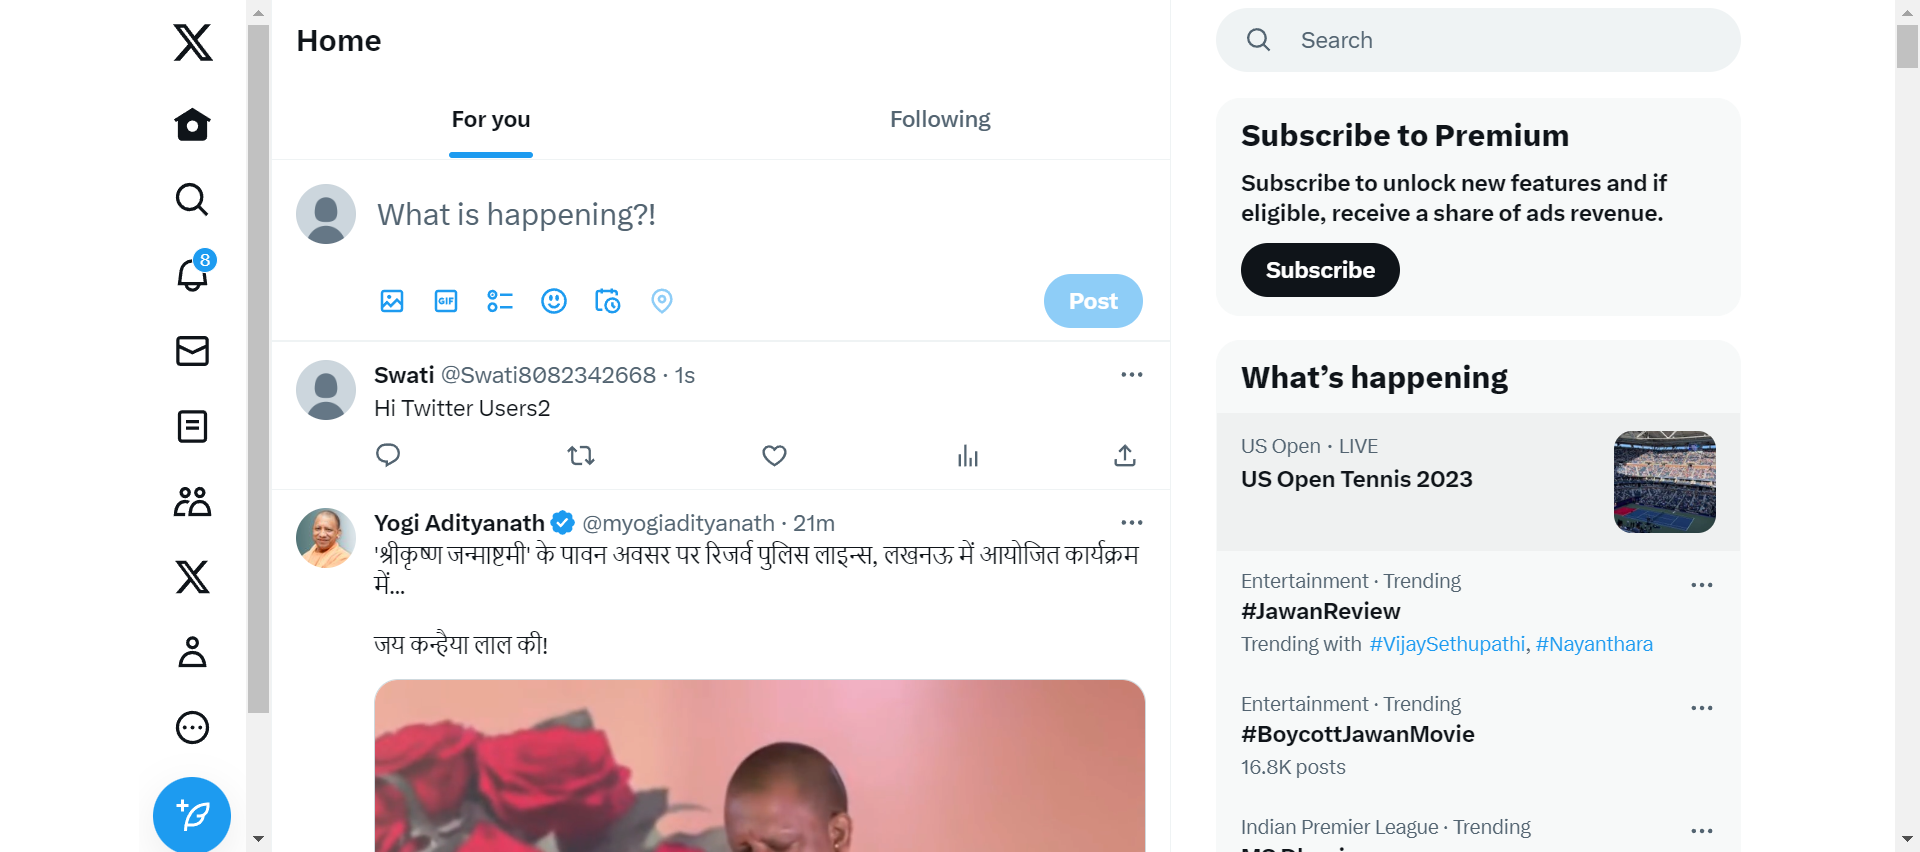 Home
For you
Following
What is happening?!
GIF
Post
8
Swati @Swati8082342668 · 1s
Hi Twitter Users2
Yogi Adityanath @myogiadityanath · 21m
'श्रीकृष्ण जन्माष्टमी' के पावन अवसर पर रिजर्व पुलिस लाइन्स, लखनऊ में आयोजित कार्यक्रम
में...
जय कन्हैया लाल की!
Search
Subscribe to Premium
Subscribe to unlock new features and if
eligible, receive a share of ads revenue.
Subscribe
What’s happening
US Open · LIVE
US Open Tennis 2023
Entertainment · Trending
#JawanReview
Trending with #VijaySethupathi, #Nayanthara
Entertainment · Trending
#BoycottJawanMovie
16.8K posts
Indian Premier League · Trending